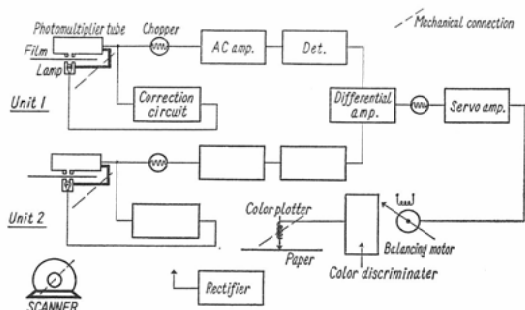 Photomultiplier tube
Chopper
Mechanical connection
Film
Lamp
AC amp.
Det.
Correction
circuit
Differential
amp.
Servo amp.
Unit 1
Unit 2
Color plotter
Paper
Balancing motor
Color discriminater
SCANNER
Rectifier